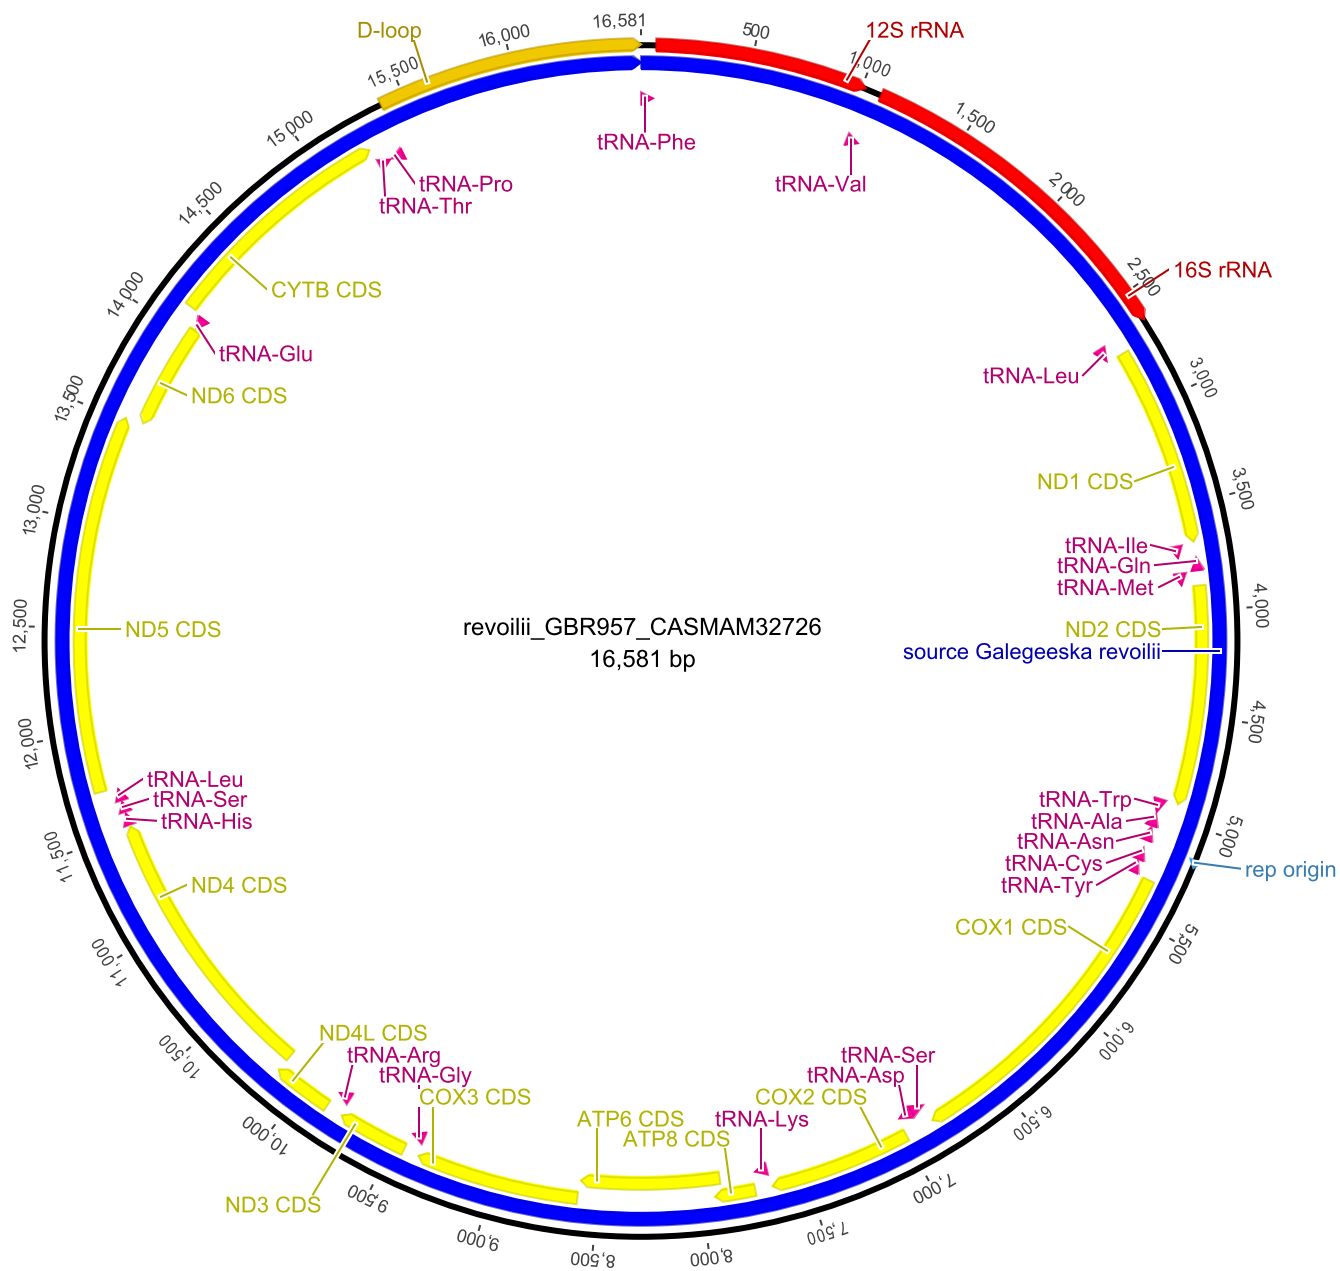 16,581
D-loop
16,000
500
12S rRNA
15,500
1,000
tRNA-Phe
15,000
1,500
tRNA-Val
tRNA-Pro
tRNA-Thr
14,500
2,000
16S rRNA
2,500
CYTB CDS
14,000
tRNA-Glu
tRNA-Leu
3,000
ND6 CDS
13,500
ND1 CDS
3,500
13,000
tRNA-Ile
tRNA-Gln
tRNA-Met
4,000
12,500
ND5 CDS
revoilii_GBR957_CASMAM32726
16,581 bp
ND2 CDS
source Galegeeska revoilii
4,500
12,000
tRNA-Leu
tRNA-Ser
tRNA-His
tRNA-Trp
tRNA-Ala
tRNA-Asn
tRNA-Cys
tRNA-Tyr
5,000
rep origin
11,500
ND4 CDS
COX1 CDS
5,500
11,000
6,000
10,500
ND4L CDS
tRNA-Arg
tRNA-Gly
COX3 CDS
tRNA-Ser
tRNA-Asp
COX2 CDS
ATP6 CDS
tRNA-Lys
ATP8 CDS
6,500
10,000
ND3 CDS
9,500
7,000
9,000
7,500
8,500
8,000